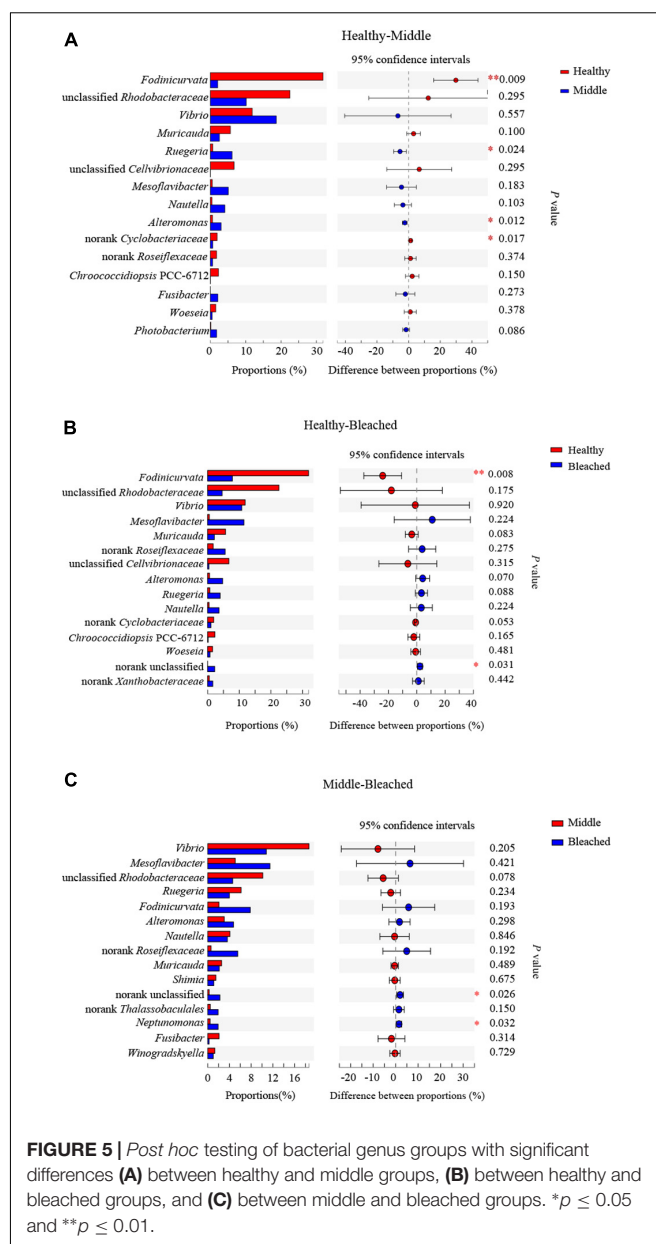 A
Healthy-Middle
95% confidence intervals
Healthy
Middle
Fodinicurvata **0.009
unclassified Rhodobacteraceae 0.295
Vibrio 0.557
Muricauda 0.100
Ruegeria * 0.024
unclassified Cellvibrionaceae 0.295
Mesoflavibacter 0.183
Nautella 0.103
Alteromonas * 0.012
norank Cyclobacteriaceae * 0.017
norank Roseiflexaceae 0.374
Chroococcidiopsis PCC-6712 0.150
Fusibacter 0.273
Woeseia 0.378
Photobacterium 0.086
P value
0 10 20 30 -40 -20 0 20 40
Proportions (%) Difference between proportions (%)
B
Healthy-Bleached
95% confidence intervals
Healthy
Bleached
Fodinicurvata ** 0.008
unclassified Rhodobacteraceae 0.175
Vibrio 0.920
Mesoflavibacter 0.224
Muricauda 0.083
norank Roseiflexaceae 0.275
unclassified Cellvibrionaceae 0.315
Alteromonas 0.070
Ruegeria 0.088
Nautella 0.224
norank Cyclobacteriaceae 0.053
Chroococcidiopsis PCC-6712 0.165
Woeseia 0.481
norank unclassified * 0.031
norank Xanthobacteraceae 0.442
P value
0 10 20 30 -40 -20 0 20 40
Proportions (%) Difference between proportions (%)
C
Middle-Bleached
95% confidence intervals
Middle
Bleached
Vibrio 0.205
Mesoflavibacter 0.421
unclassified Rhodobacteraceae 0.078
Ruegeria 0.234
Fodinicurvata 0.193
Alteromonas 0.298
Nautella 0.846
norank Roseiflexaceae 0.192
Muricauda 0.489
Shimia 0.675
norank unclassified * 0.026
norank Thalassobaculales 0.150
Neptunomonas * 0.032
Fusibacter 0.314
Winogradskyella 0.729
P value
0 4 8 12 16 -20 -10 0 10 20 30
Proportions(%) Difference between proportions (%)
FIGURE 5 | Post hoc testing of bacterial genus groups with significant
differences (A) between healthy and middle groups, (B) between healthy and
bleached groups, and (C) between middle and bleached groups. *p ≤ 0.05
and **p ≤ 0.01.